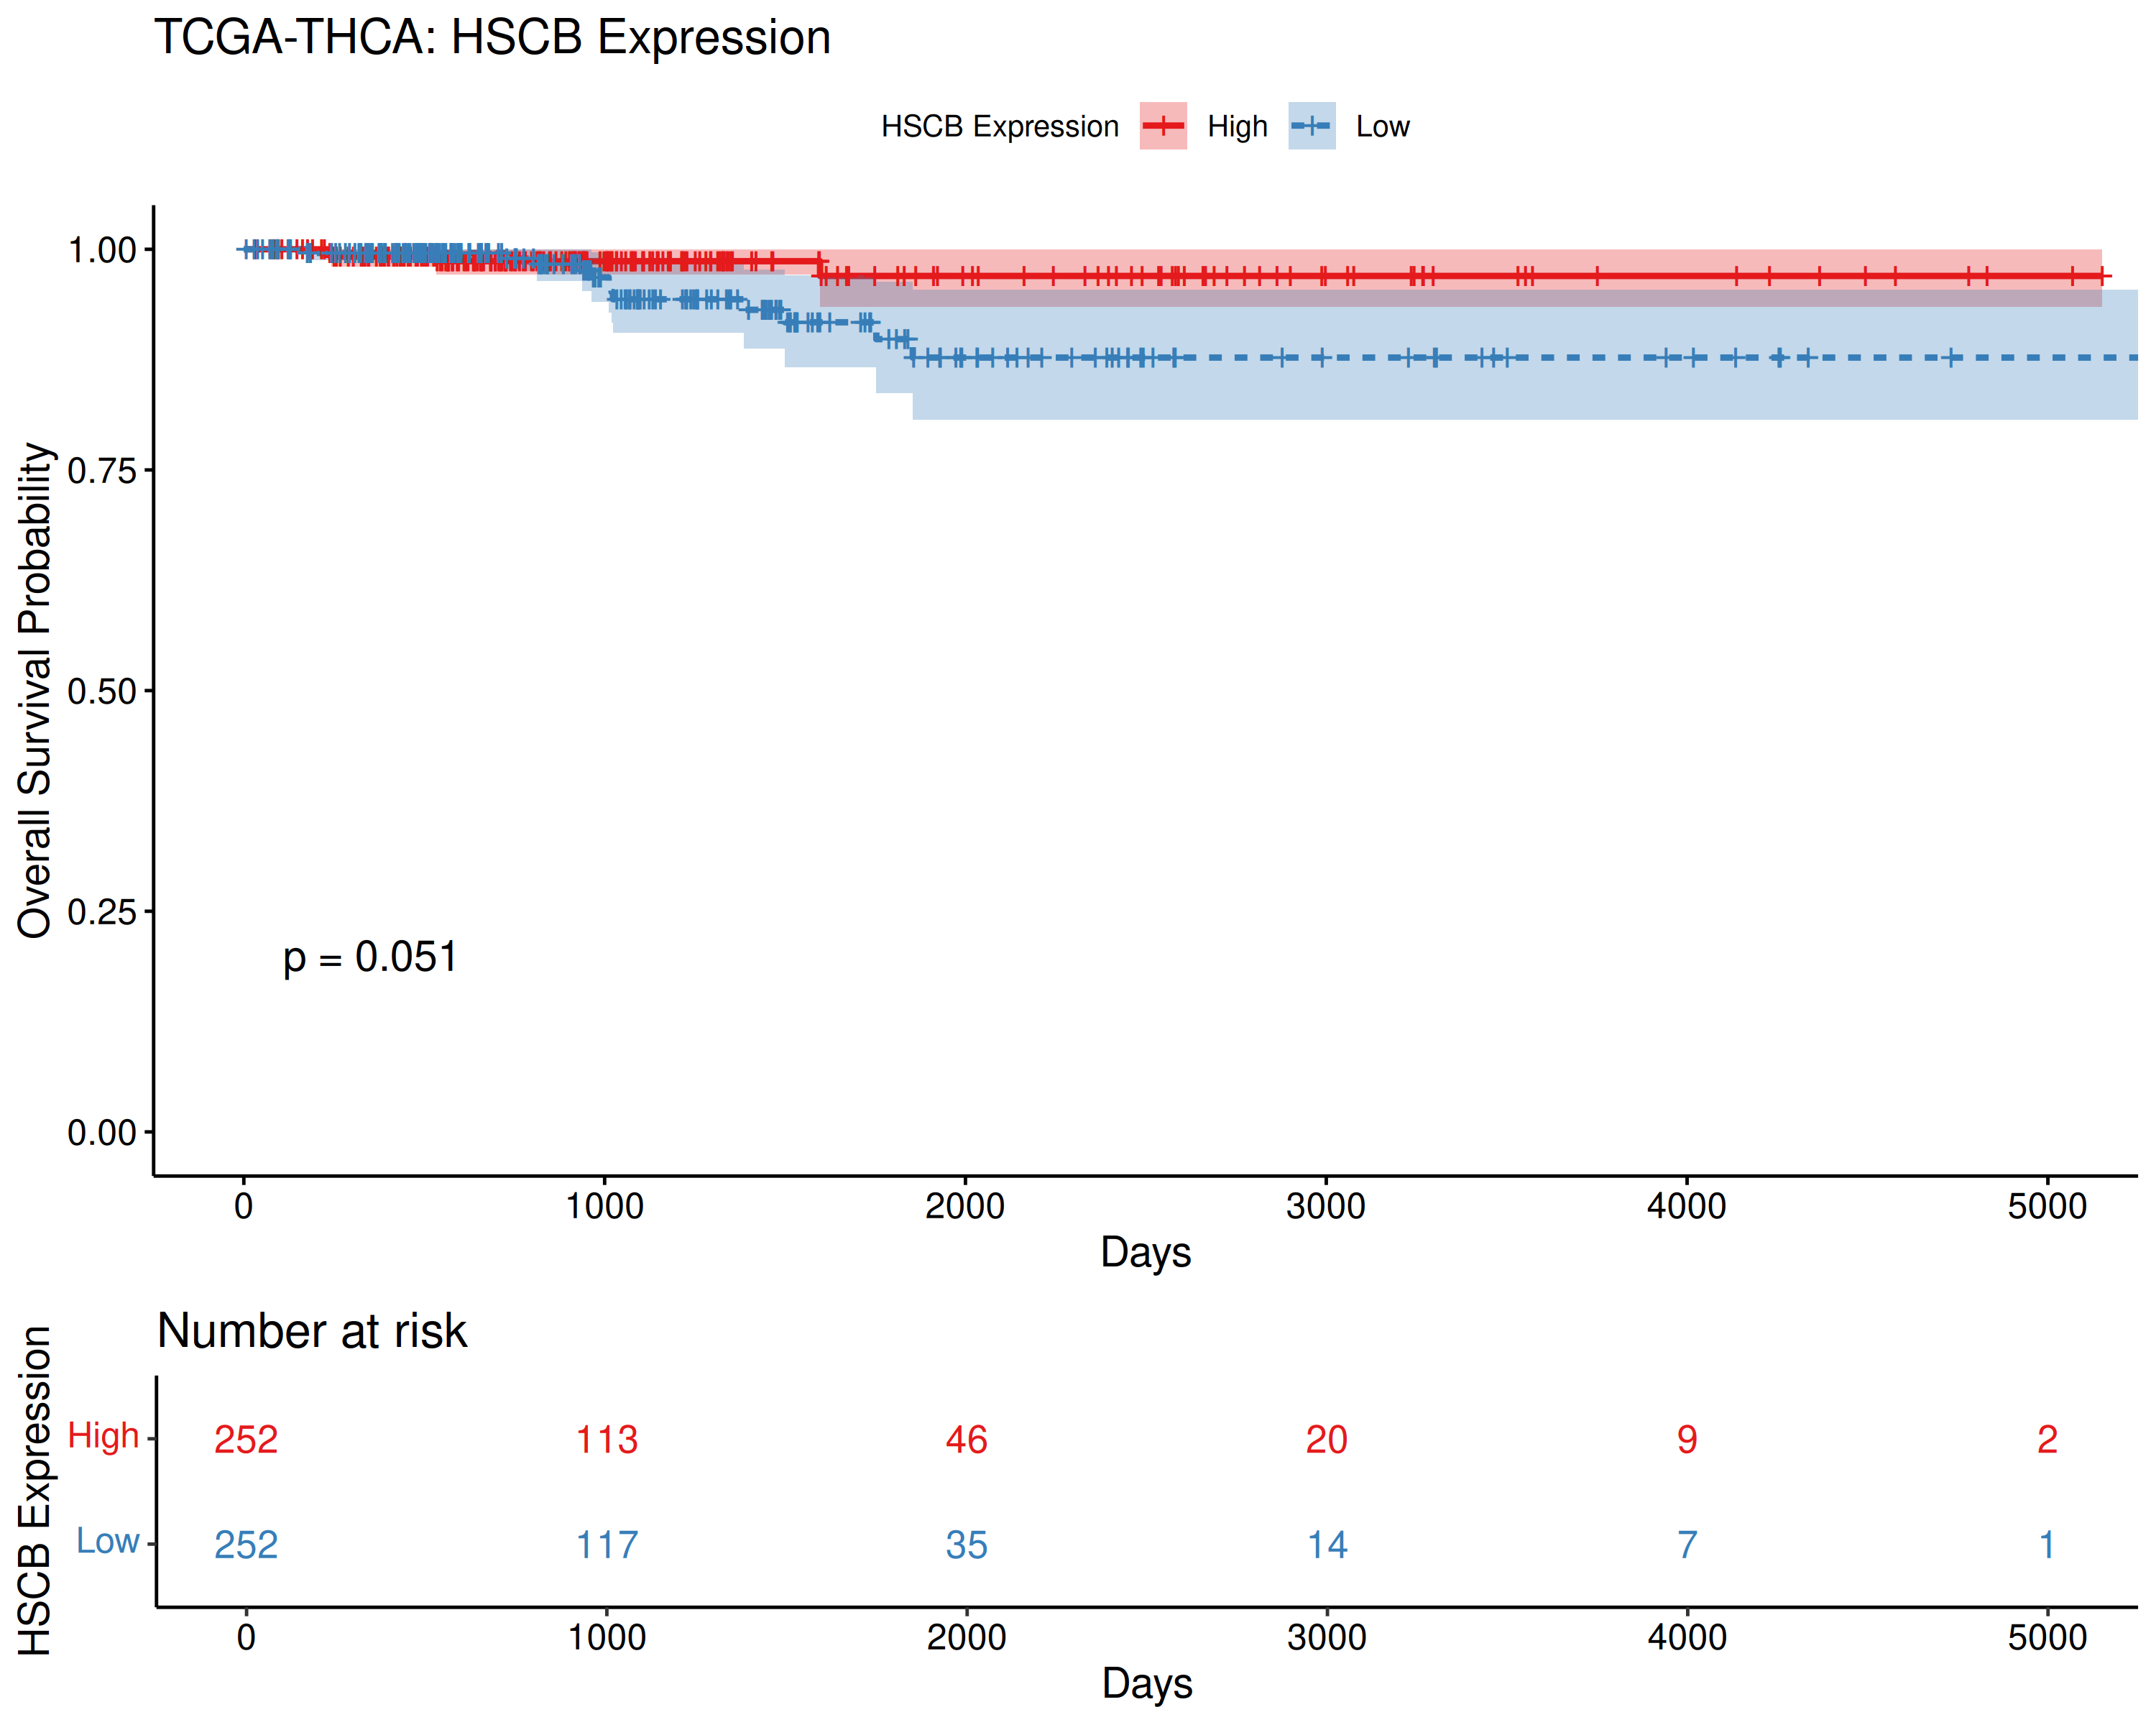 TCGA-THCA: HSCB Expression
HSCB Expression High Low
Overall Survival Probability
1.00
0.75
0.50
0.25
0.00
p = 0.051
0 1000 2000 3000 4000 5000
Days
Number at risk
HSCB Expression
High 252 113 46 20 9 2
Low 252 117 35 14 7 1
0 1000 2000 3000 4000 5000
Days